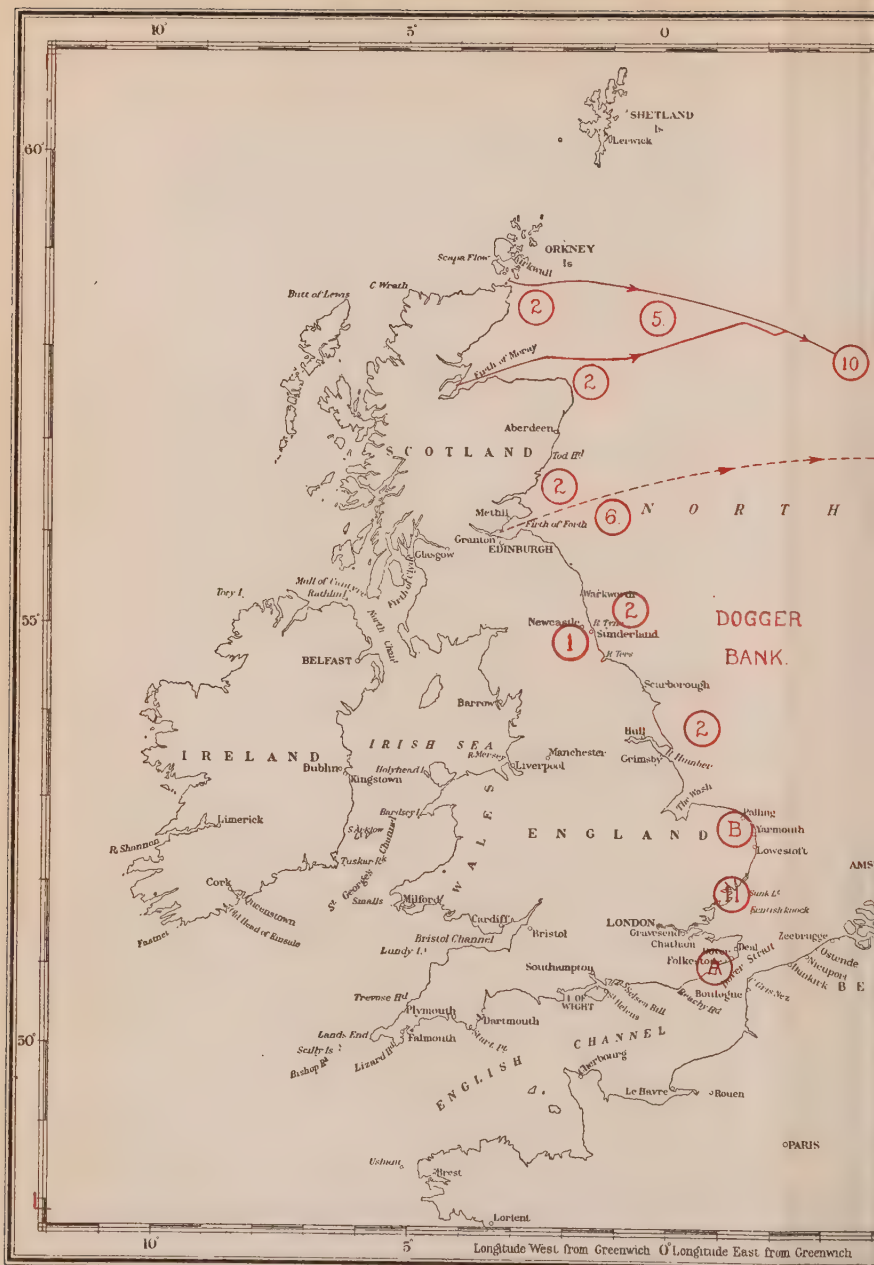 10°
5°
0
60°
SHETLAND
Is
Lerwick
ORKNEY
Is
Scapa Flow
Kirkwall
C Wrath
Butt of Lewis
2
5.
10
Firth of Moray
2
Aberdeen
SCOTLAND
Tod Hd
2
Methil
Firth of Forth
6.
NORTH
Granton
EDINBURGH
Glasgow
Firth of Clyde
Mull of Cantyre
Rathlin I.
Tory I.
North Chanl
Warkworth
2
55°
Newcastle
R Tyne
Sunderland
1
R Tees
DOGGER
BANK.
BELFAST
Scarborough
Barrow
Hull
2
IRISH SEA
Manchester
Grimsby
R. Humber
IRELAND
R. Mersey
Liverpool
Dublin
Kingstown
Holyhead I.
The Wash
Bardsey I.
Palling
Limerick
ENGLAND
B
Yarmouth
R. Shannon
Lowestoft
St George's Channel
WALES
Tuskar Rk
Cork
Queenstown
Old Head of Kinsale
Fastnet
Smalls
Milford
H
Sunk Lt
Kentish knock
AMS
Cardiff
Bristol
Bristol Channel
LONDON
Gravesend
Chatham
Zeebrugge
Lundy I.
Dover
Deal
Folkestone
A
Dover Strait
Ostende
Nieuport
Dunkirk
BE
Southampton
Trevose Hd
I OF
WIGHT
St Helens
Selsea Bill
Beachy Hd
Boulogne
Gris Nez
Plymouth
Dartmouth
Lands End
Falmouth
Start Pt
50°
Scilly Is
Bishop Rk
Lizard Hd
ENGLISH CHANNEL
Cherbourg
Le Havre
Rouen
PARIS
Ushant
Brest
Lorient
10°
5°
Longitude West from Greenwich 0° Longitude East from Greenwich